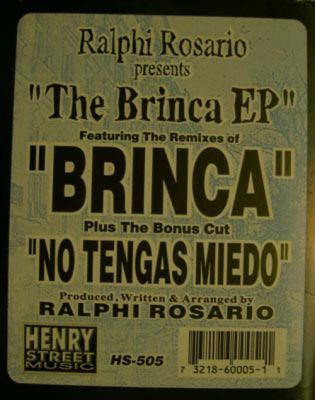 Ralphi Rosario
presents
"The Brinca EP"
Featuring The Remixes of
"BRINCA"
Plus The Bonus Cut
"NO TENGAS MIEDO"
Produced, Written & Arranged by
RALPHI ROSARIO
HENRY
STREET
MUSIC
HS-505
7 3218-60005-1 1